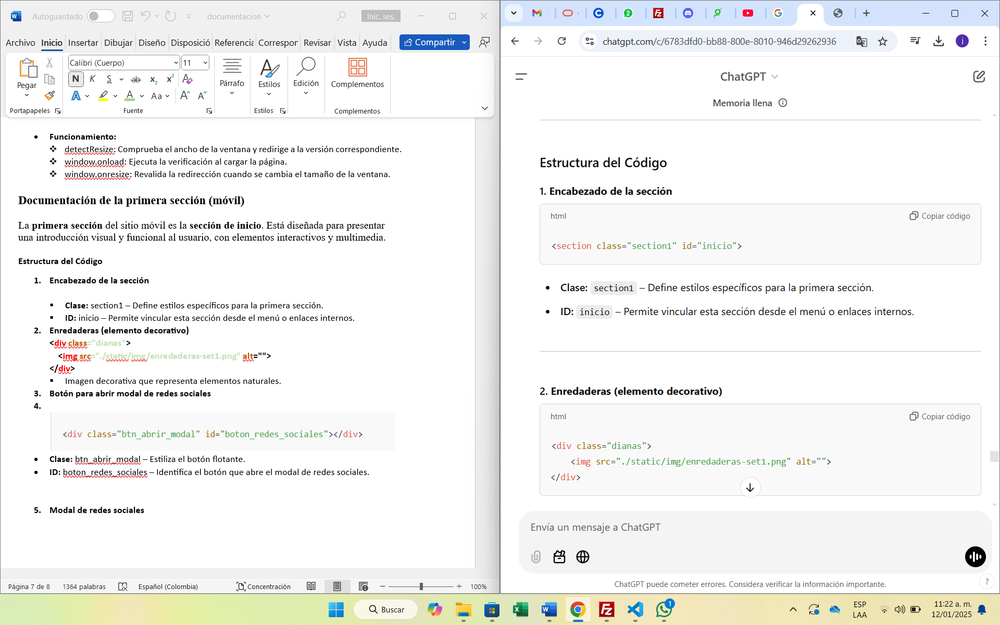 Autoguardado
documentacion
Inic. ses.
Archivo Inicio Insertar Dibujar Diseño Disposició Referencia Correspor Revisar Vista Ayuda Compartir
Calibri (Cuerpo) 11
Pegar
N K S ab x₂ x² A
A A Aa A A
Párrafo
Estilos
Edición
Complementos
Portapapeles Fuente Estilos Complementos
Funcionamiento:
detectResize: Comprueba el ancho de la ventana y redirige a la versión correspondiente.
window.onload: Ejecuta la verificación al cargar la página.
window.onresize: Revalida la redirección cuando se cambia el tamaño de la ventana.
Documentación de la primera sección (móvil)
La primera sección del sitio móvil es la sección de inicio. Está diseñada para presentar
una introducción visual y funcional al usuario, con elementos interactivos y multimedia.
Estructura del Código
1. Encabezado de la sección
Clase: section1 – Define estilos específicos para la primera sección.
ID: inicio – Permite vincular esta sección desde el menú o enlaces internos.
2. Enredaderas (elemento decorativo)
<div class="dianas">
<img src="./static/img/enredaderas-set1.png" alt="">
</div>
Imagen decorativa que representa elementos naturales.
3. Botón para abrir modal de redes sociales
4.
<div class="btn_abrir_modal" id="boton_redes_sociales"></div>
Clase: btn_abrir_modal – Estiliza el botón flotante.
ID: boton_redes_sociales – Identifica el botón que abre el modal de redes sociales.
5. Modal de redes sociales
Página 7 de 8 1364 palabras Español (Colombia) Concentración 100%
chatgpt.com/c/6783dfd0-bb88-800e-8010-946d29262936
j
ChatGPT
Memoria llena
Estructura del Código
1. Encabezado de la sección
html Copiar código
<section class="section1" id="inicio">
Clase: section1 – Define estilos específicos para la primera sección.
ID: inicio – Permite vincular esta sección desde el menú o enlaces internos.
2. Enredaderas (elemento decorativo)
html Copiar código
<div class="dianas">
<img src="./static/img/enredaderas-set1.png" alt="">
</div>
Envía un mensaje a ChatGPT
ChatGPT puede cometer errores. Considera verificar la información importante.
?
Buscar
1
ESP
LAA
11:22 a. m.
12/01/2025